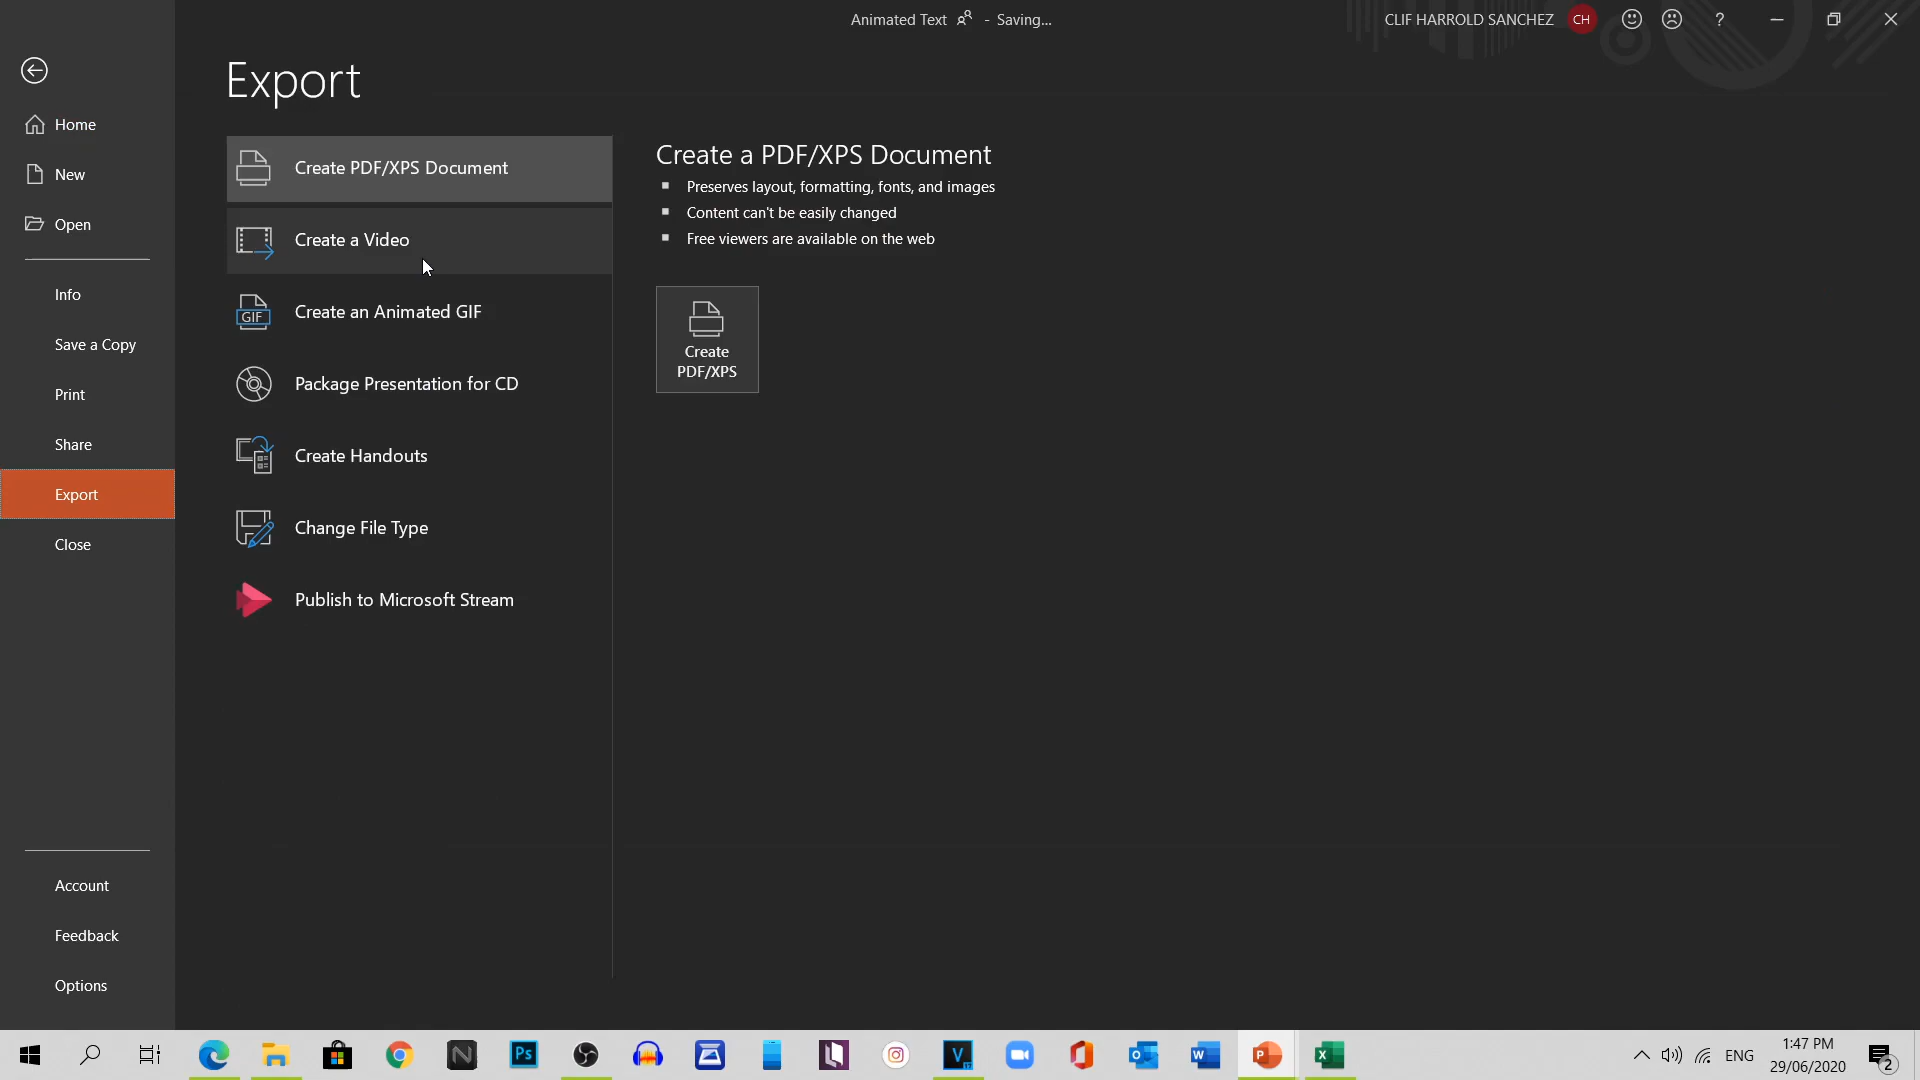 Animated Text - Saving...
CLIF HARROLD SANCHEZ CH ?
Export
Home
New
Open
Info
Save a Copy
Print
Share
Export
Close
Account
Feedback
Options
Create PDF/XPS Document
Create a Video
GIF Create an Animated GIF
Package Presentation for CD
Create Handouts
Change File Type
Publish to Microsoft Stream
Create a PDF/XPS Document
Preserves layout, formatting, fonts, and images
Content can't be easily changed
Free viewers are available on the web
Create
PDF/XPS
N Ps V W P X
ENG
1:47 PM
29/06/2020
2